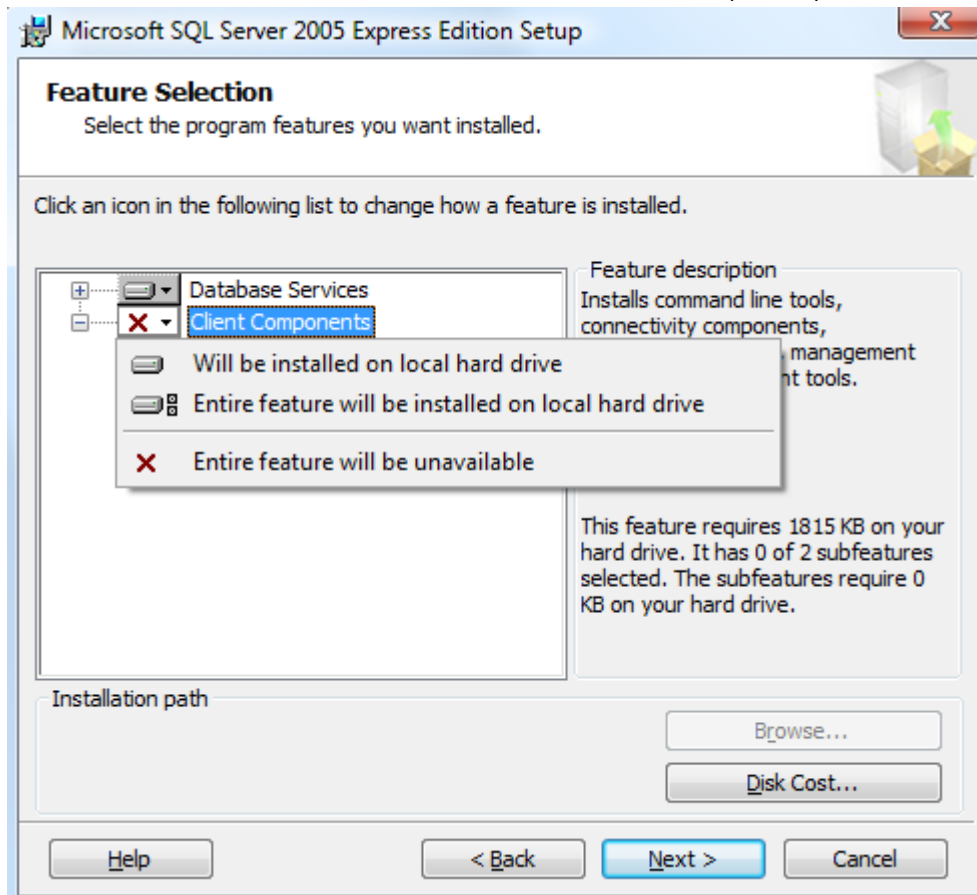 Microsoft SQL Server 2005 Express Edition Setup
Feature Selection
Select the program features you want installed.
Click an icon in the following list to change how a feature is installed.
Database Services
Client Components
Will be installed on local hard drive
Entire feature will be installed on local hard drive
Entire feature will be unavailable
Feature description
Installs command line tools,
connectivity components,
management
tools.
This feature requires 1815 KB on your
hard drive. It has 0 of 2 subfeatures
selected. The subfeatures require 0
KB on your hard drive.
Installation path
Browse...
Disk Cost...
Help
< Back
Next >
Cancel